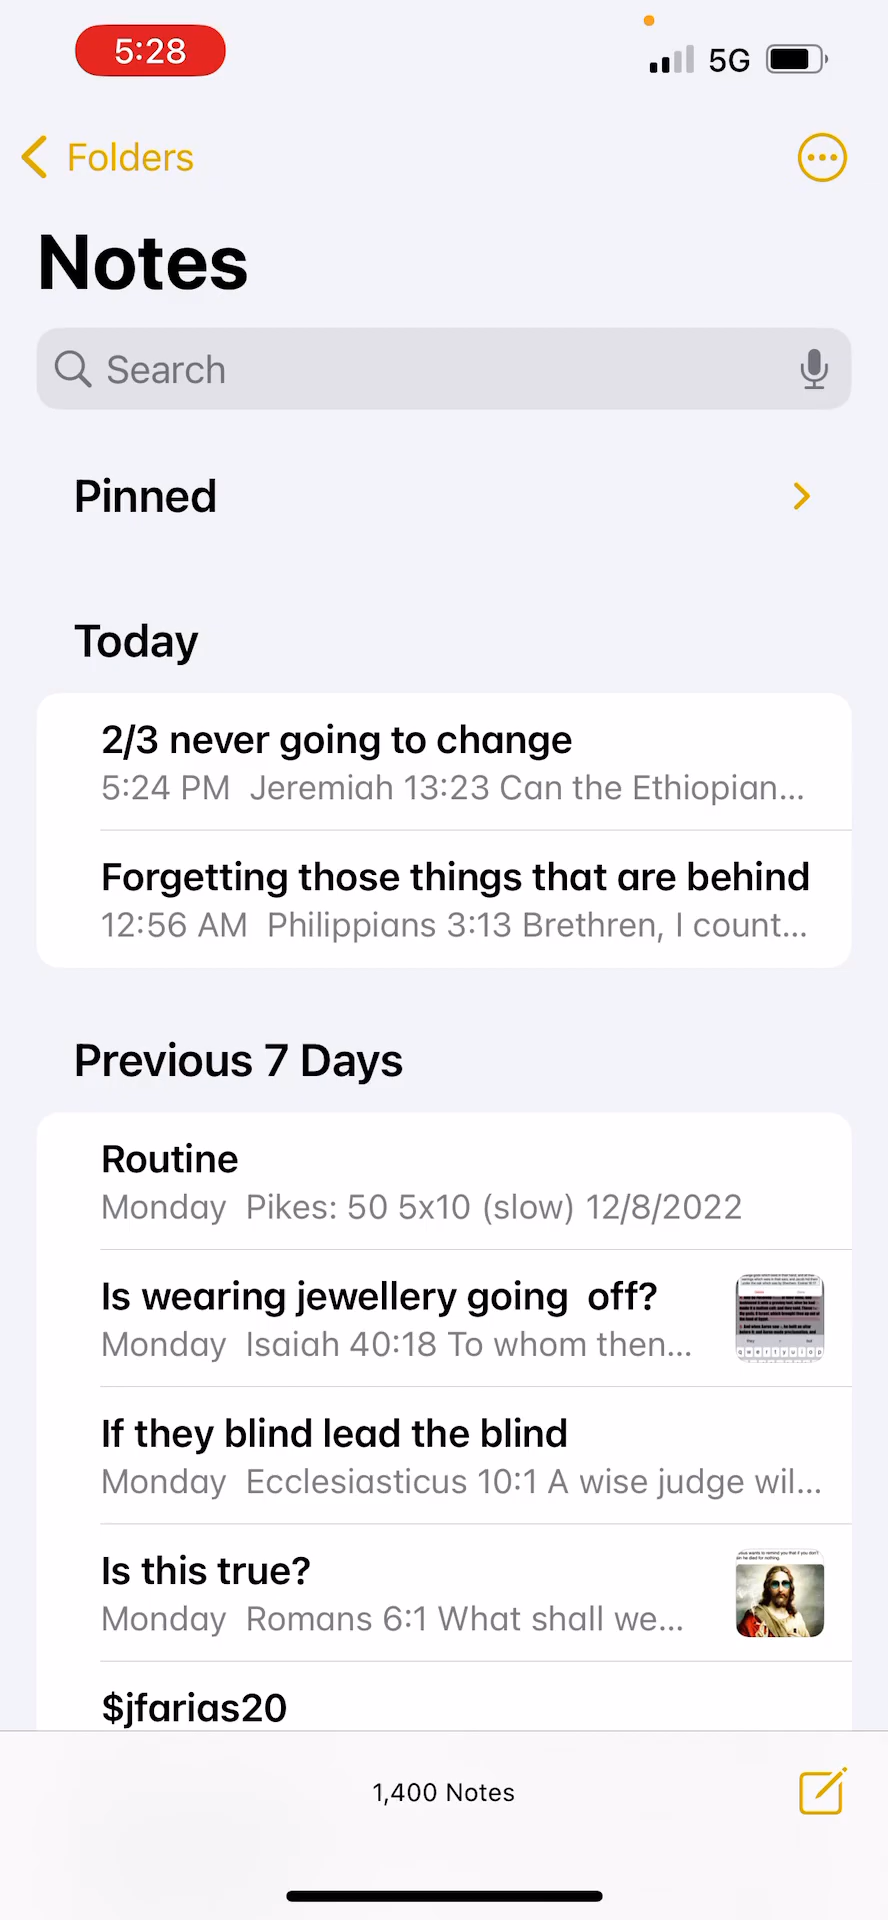 5:28
5G
Folders
Notes
Search
Pinned
Today
2/3 never going to change
5:24 PM Jeremiah 13:23 Can the Ethiopian...
Forgetting those things that are behind
12:56 AM Philippians 3:13 Brethren, I count...
Previous 7 Days
Routine
Monday Pikes: 50 5x10 (slow) 12/8/2022
Is wearing jewellery going off?
Monday Isaiah 40:18 To whom then...
If they blind lead the blind
Monday Ecclesiasticus 10:1 A wise judge wil...
Is this true?
Monday Romans 6:1 What shall we...
$jfarias20
1,400 Notes